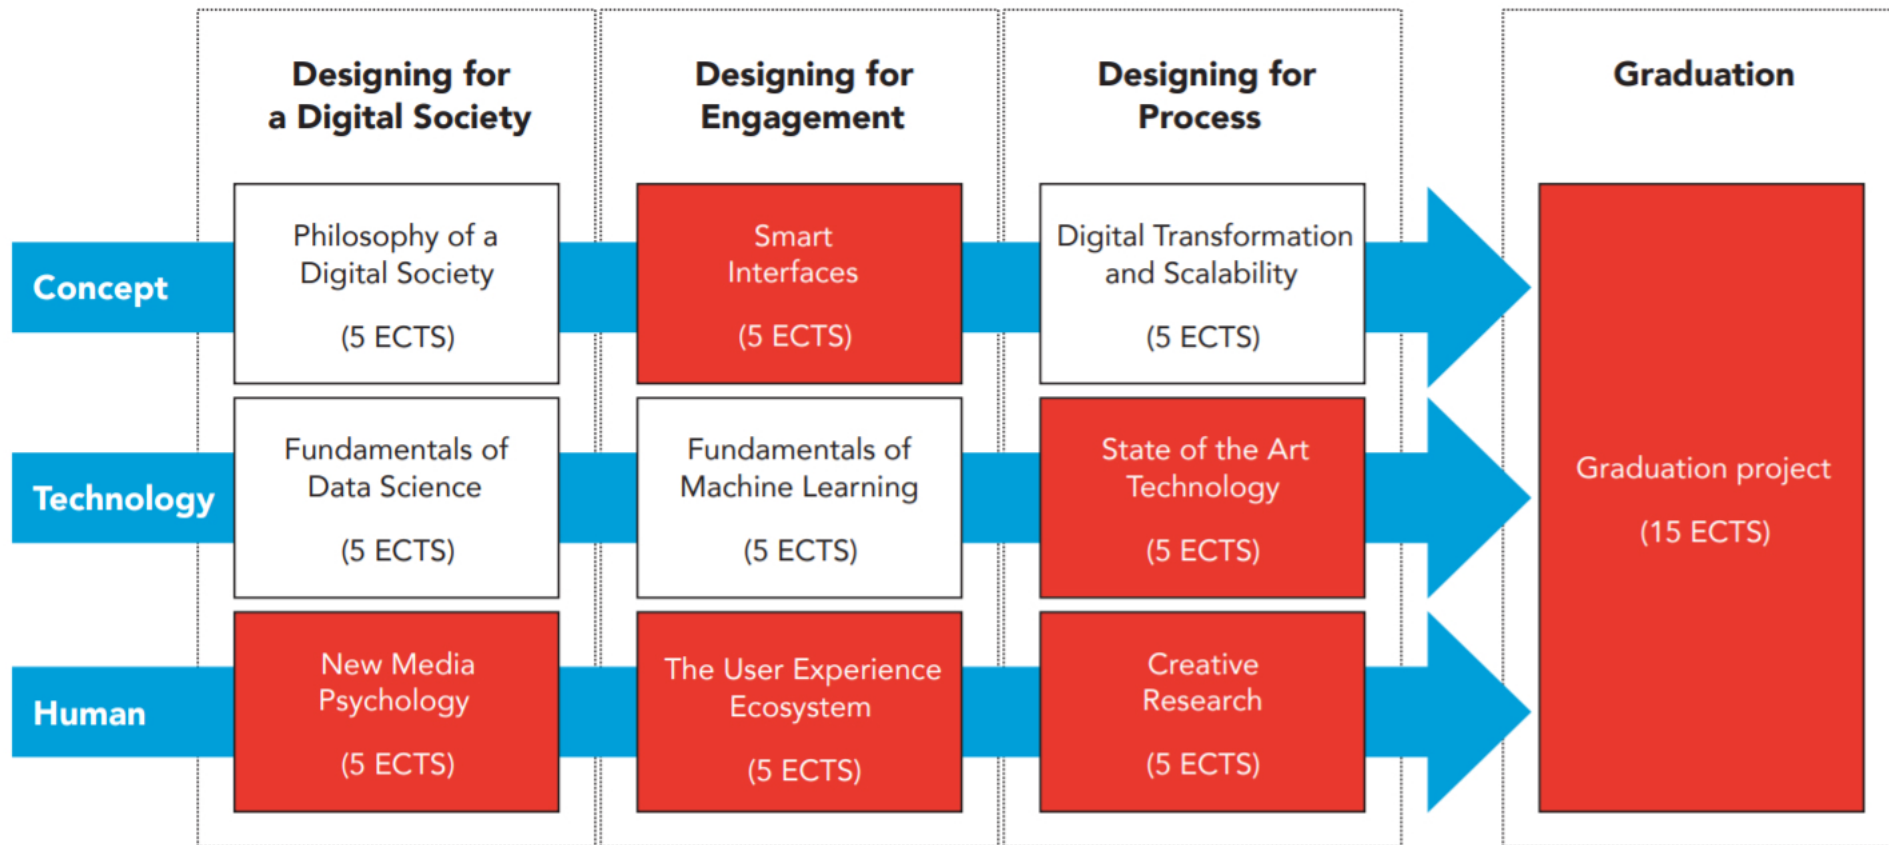 Designing for
a Digital Society
Designing for
Engagement
Designing for
Process
Graduation
Concept
Philosophy of a
Digital Society
(5 ECTS)
Smart
Interfaces
(5 ECTS)
Digital Transformation
and Scalability
(5 ECTS)
Technology
Fundamentals of
Data Science
(5 ECTS)
Fundamentals of
Machine Learning
(5 ECTS)
State of the Art
Technology
(5 ECTS)
Human
New Media
Psychology
(5 ECTS)
The User Experience
Ecosystem
(5 ECTS)
Creative
Research
(5 ECTS)
Graduation project
(15 ECTS)